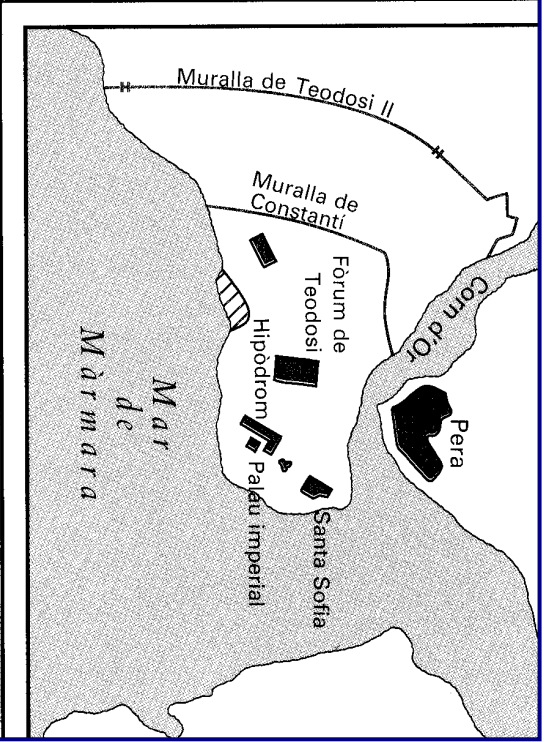 Muralla de Teodosi II
Muralla de
Constantí
Corn d'Or
Fòrum de
Teodosi
Pera
Hipòdrom
Santa Sofia
Palau imperial
Mar
de
Màrmara